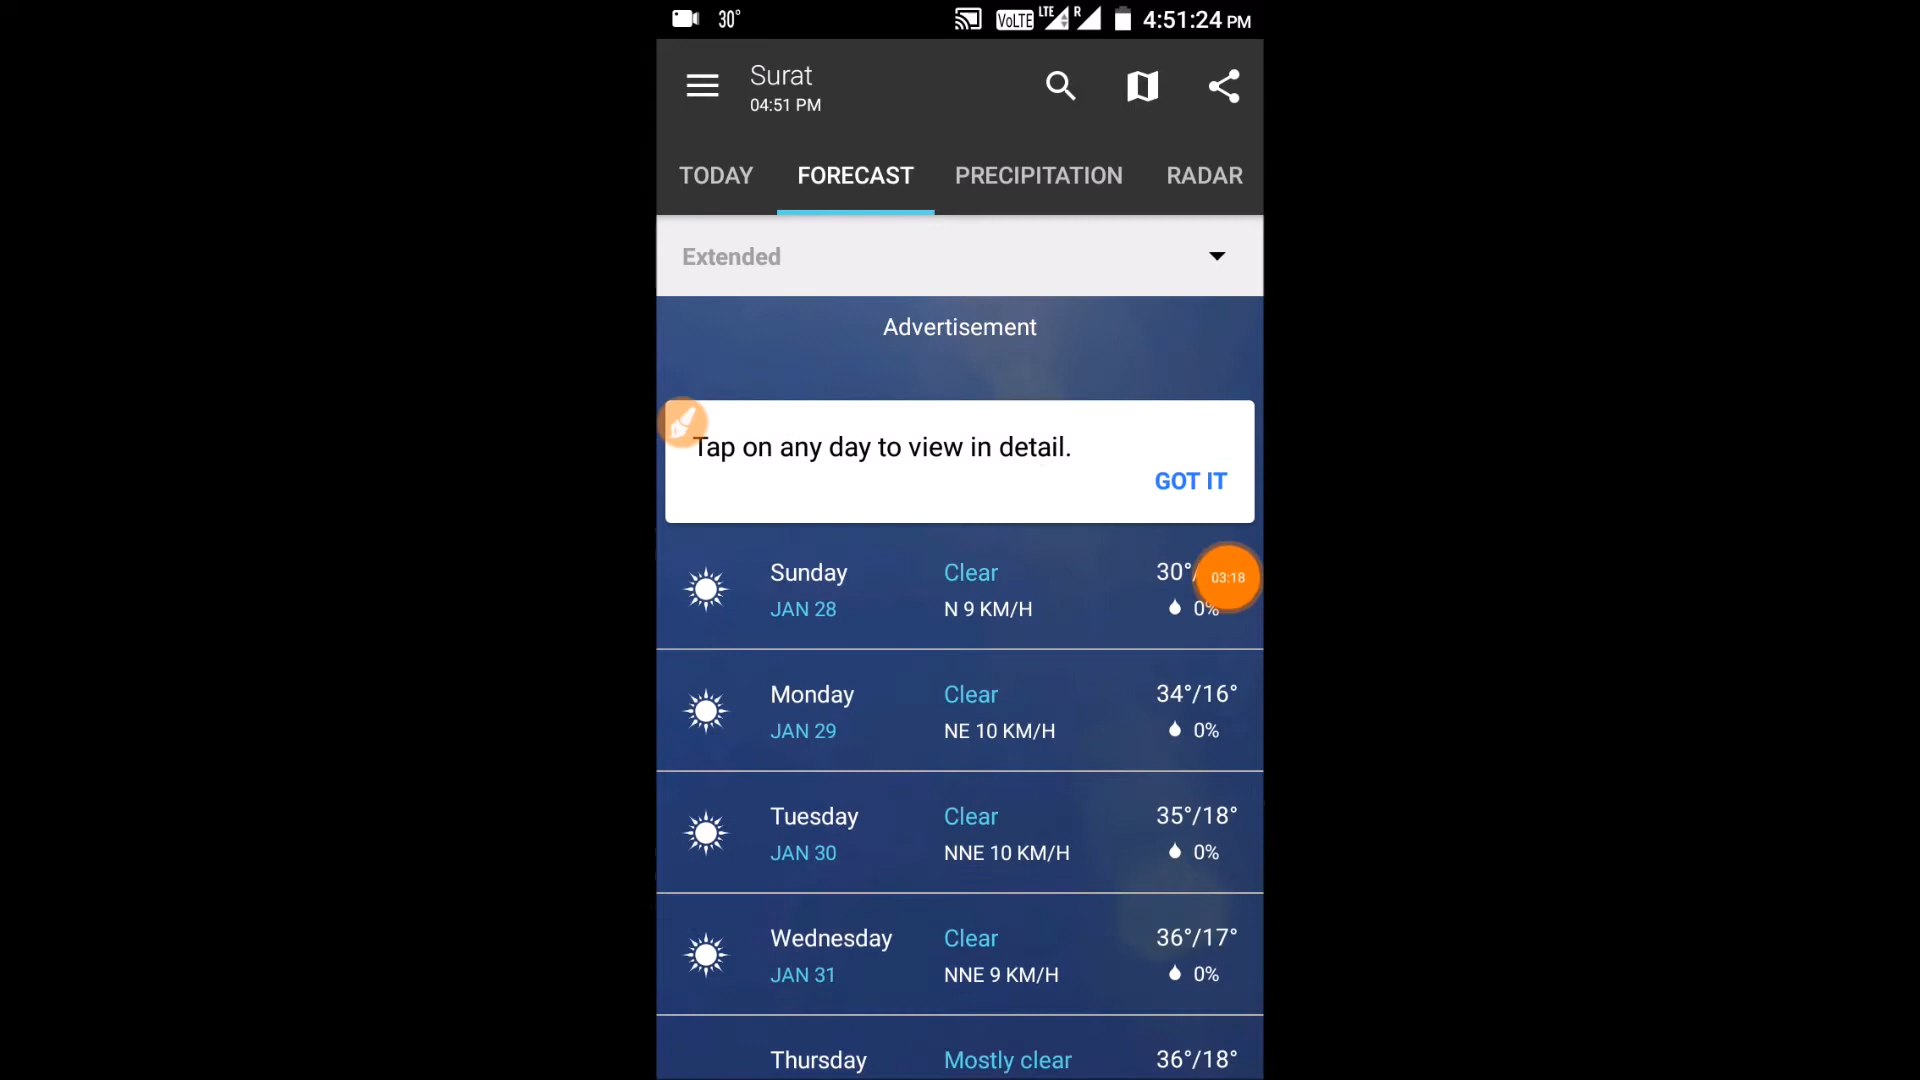 30° VoLTE LTE R 4:51:24 PM
Surat
04:51 PM
TODAY FORECAST PRECIPITATION RADAR
Extended
Advertisement
Tap on any day to view in detail.
GOT IT
Sunday Clear 30°/
03:18
JAN 28 N 9 KM/H 0%
Monday Clear 34°/16°
JAN 29 NE 10 KM/H 0%
Tuesday Clear 35°/18°
JAN 30 NNE 10 KM/H 0%
Wednesday Clear 36°/17°
JAN 31 NNE 9 KM/H 0%
Thursday Mostly clear 36°/18°